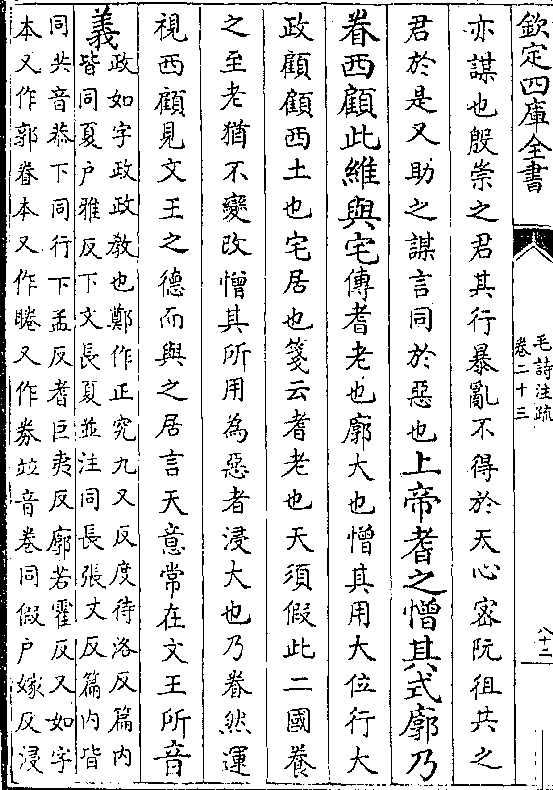 欽定四庫全書
毛詩注疏
卷二十三
八十二
亦謀也殷崇之君其行暴亂不得於天心宻阮徂共之
君於是又助之謀言同於惡也上帝耆之憎其式廓乃
眷西顧此維與宅傳耆老也廓大也憎其用大位行大
政顧顧西土也宅居也箋云耆老也天須假此二國養
之至老猶不變改憎其所用為惡者浸大也乃眷然運
視西顧見文王之德而與之居言天意常在文王所音
義政如字政政教也鄭作正究九又反度待洛反篇内
皆同夏户雅反下文長夏並注同長張丈反篇内皆
同共音恭下同行下孟反耆巨夷反廓若霍反又如字
本又作郭眷本又作睠又作劵竝音卷同假户嫁反浸